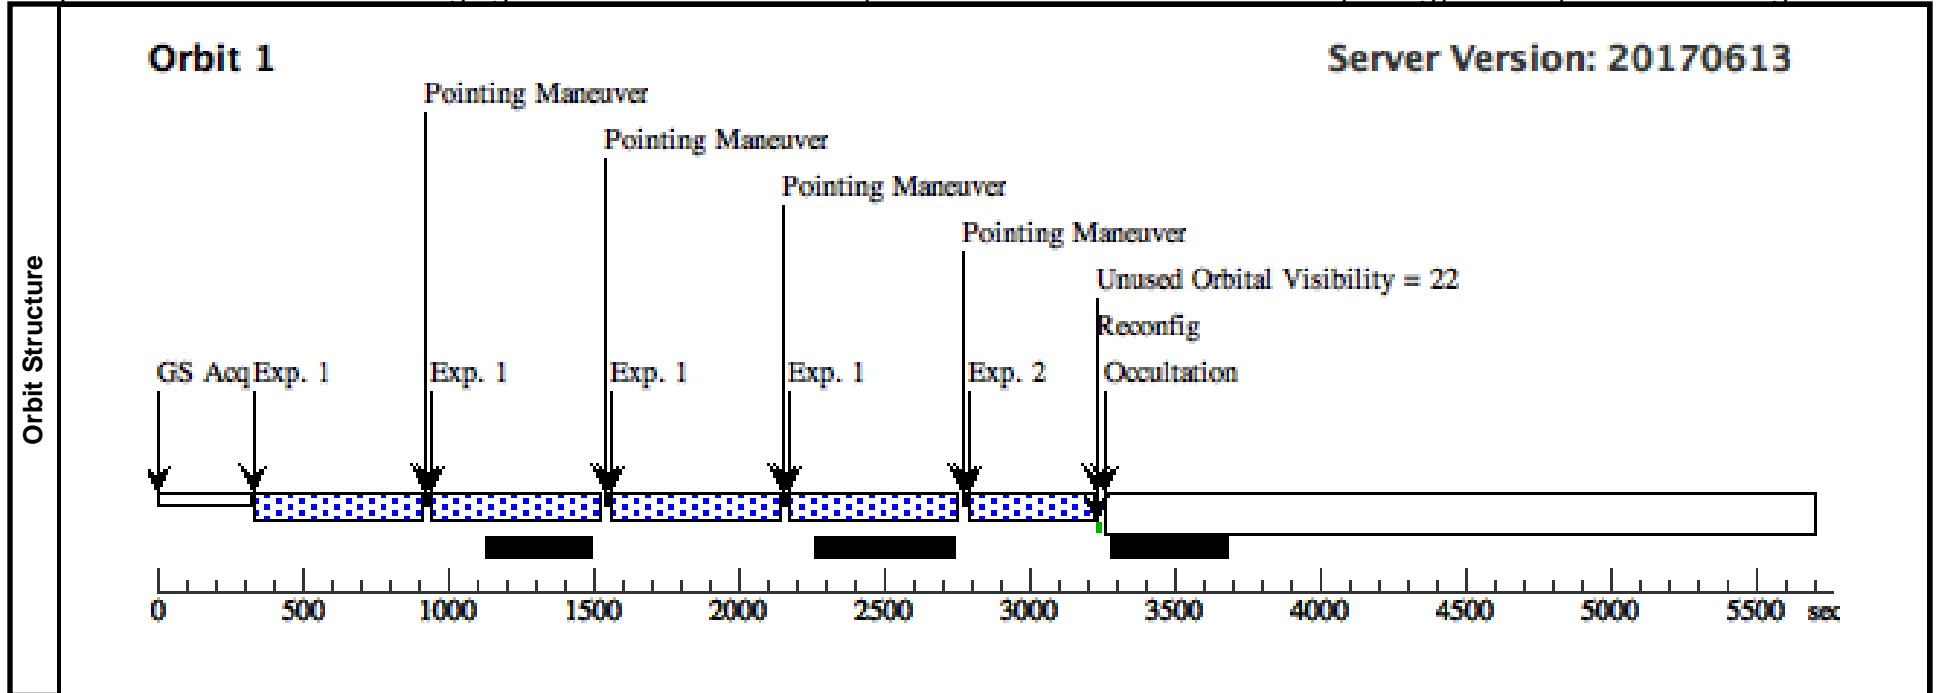 Orbit Structure
Orbit 1
Server Version: 20170613
Pointing Maneuver
Pointing Maneuver
Pointing Maneuver
Pointing Maneuver
Unused Orbital Visibility = 22
Reconfig
GS Acq Exp. 1 Exp. 1 Exp. 1 Exp. 1 Exp. 2 Occultation
0 500 1000 1500 2000 2500 3000 3500 4000 4500 5000 5500 sec